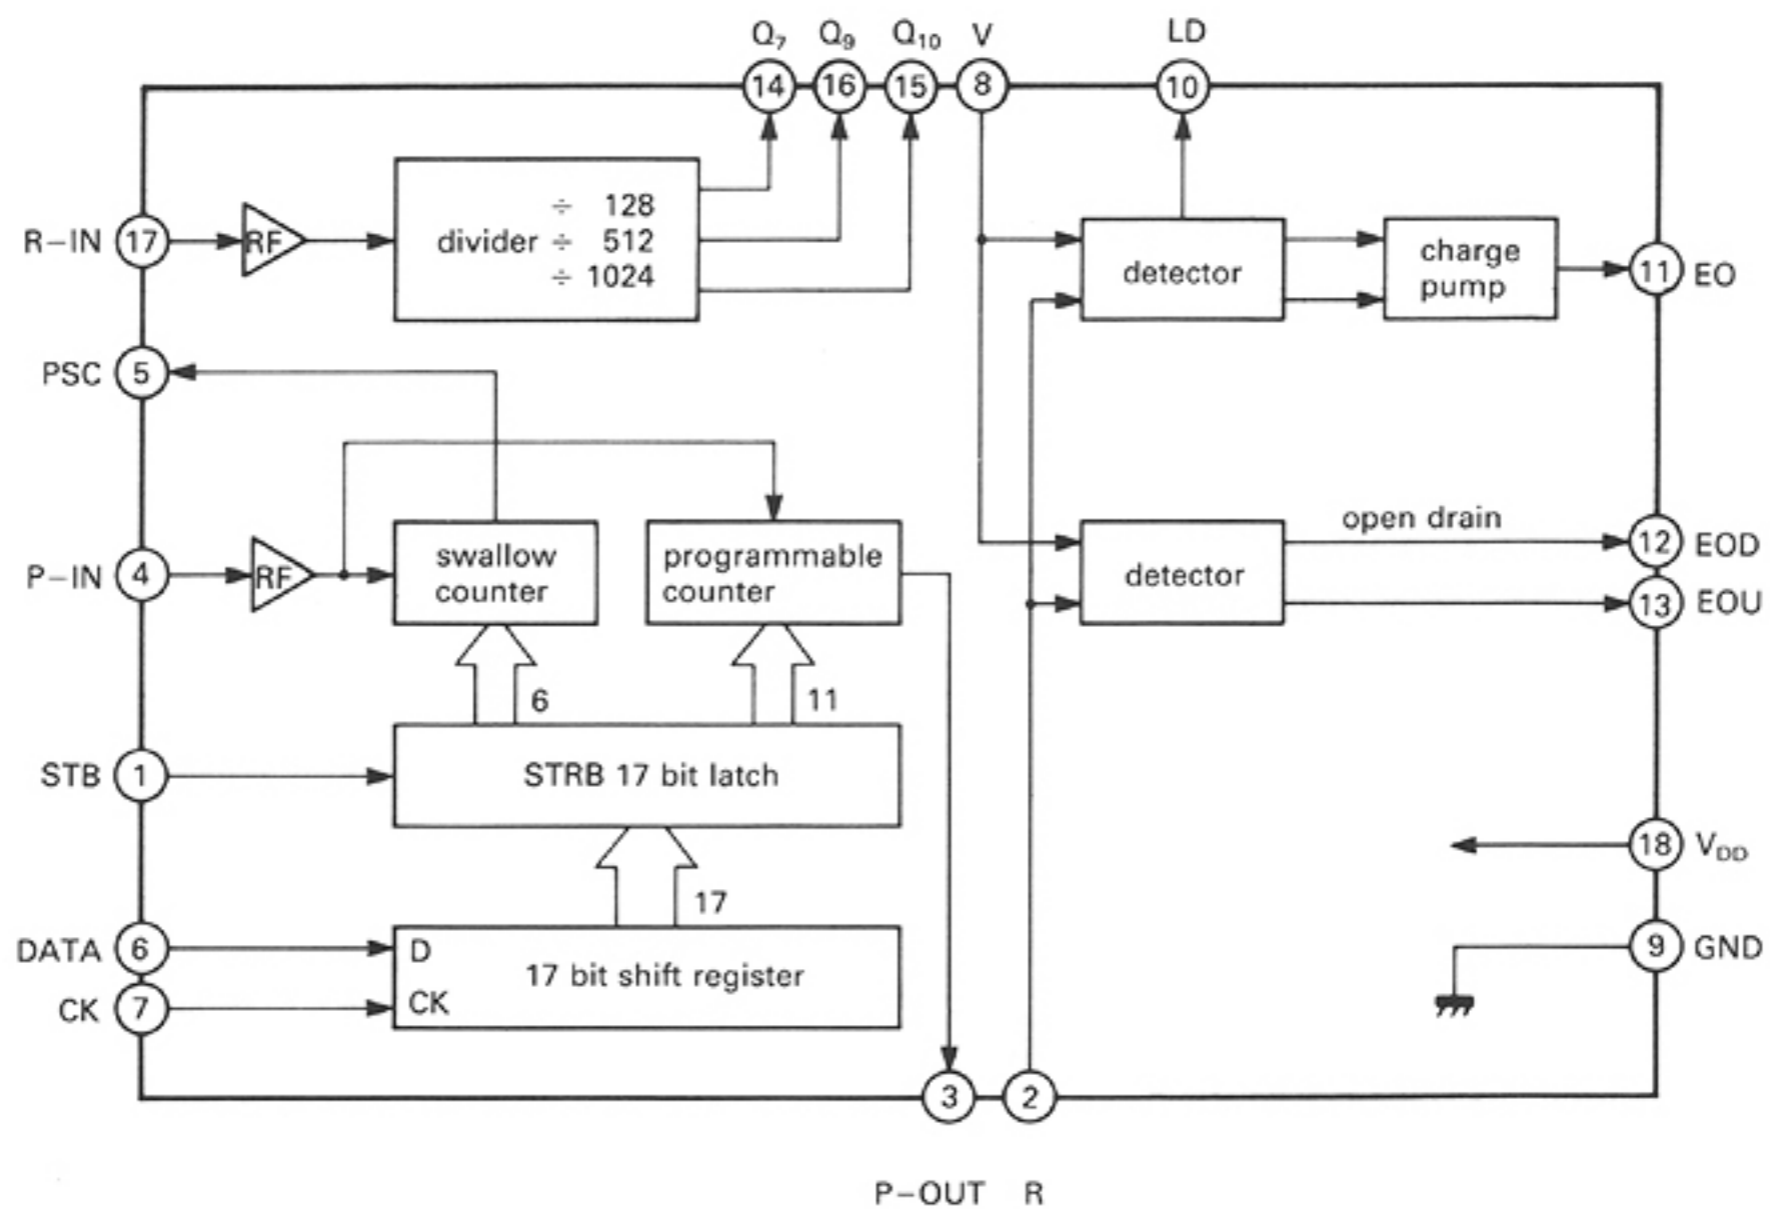 Q₇ Q₉ Q₁₀ V LD
14 16 15 8 10
R-IN 17 RF
divider ÷ 128
÷ 512
÷ 1024
detector
charge
pump
11 EO
PSC 5
P-IN 4 RF
swallow
counter
programmable
counter
detector
open drain
12 EOD
13 EOU
6 11
STB 1
STRB 17 bit latch
18 V_DD
17
DATA 6 D
17 bit shift register
CK 7 CK
9 GND
3 2
P-OUT R